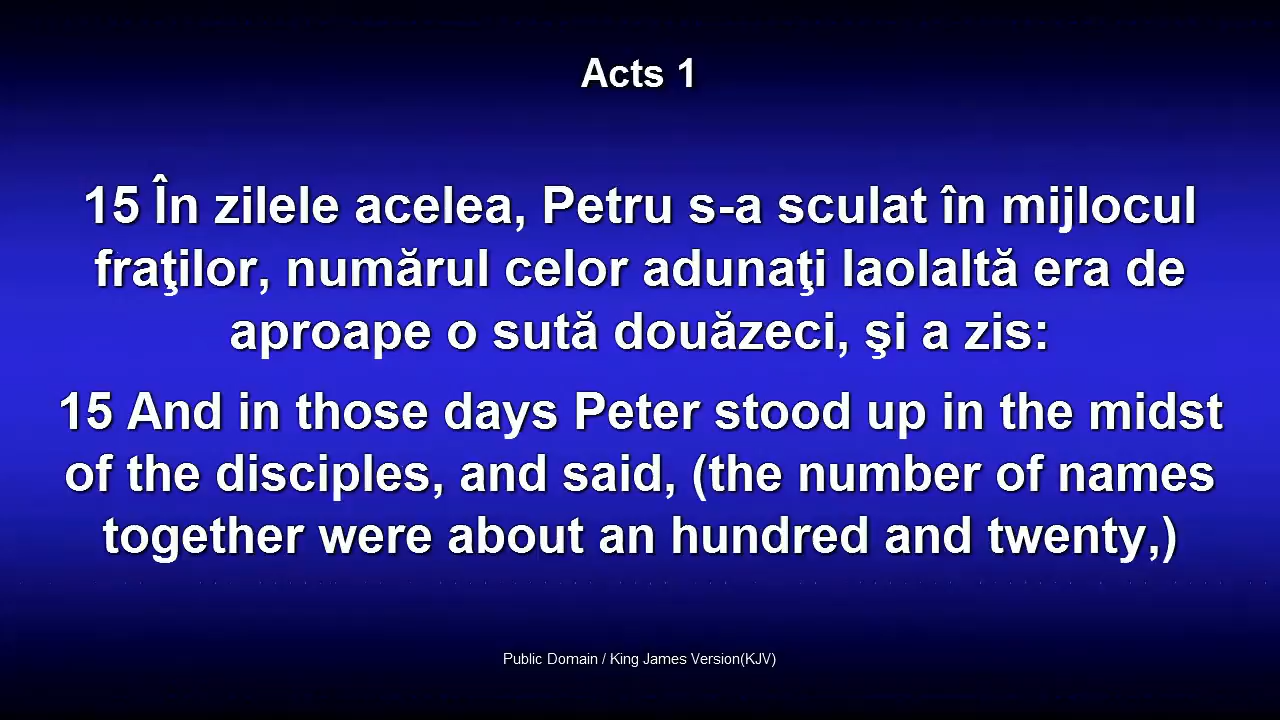 Acts 1
15 În zilele acelea, Petru s-a sculat în mijlocul
fraţilor, numărul celor adunaţi laolaltă era de
aproape o sută douăzeci, şi a zis:
15 And in those days Peter stood up in the midst
of the disciples, and said, (the number of names
together were about an hundred and twenty,)
Public Domain / King James Version(KJV)